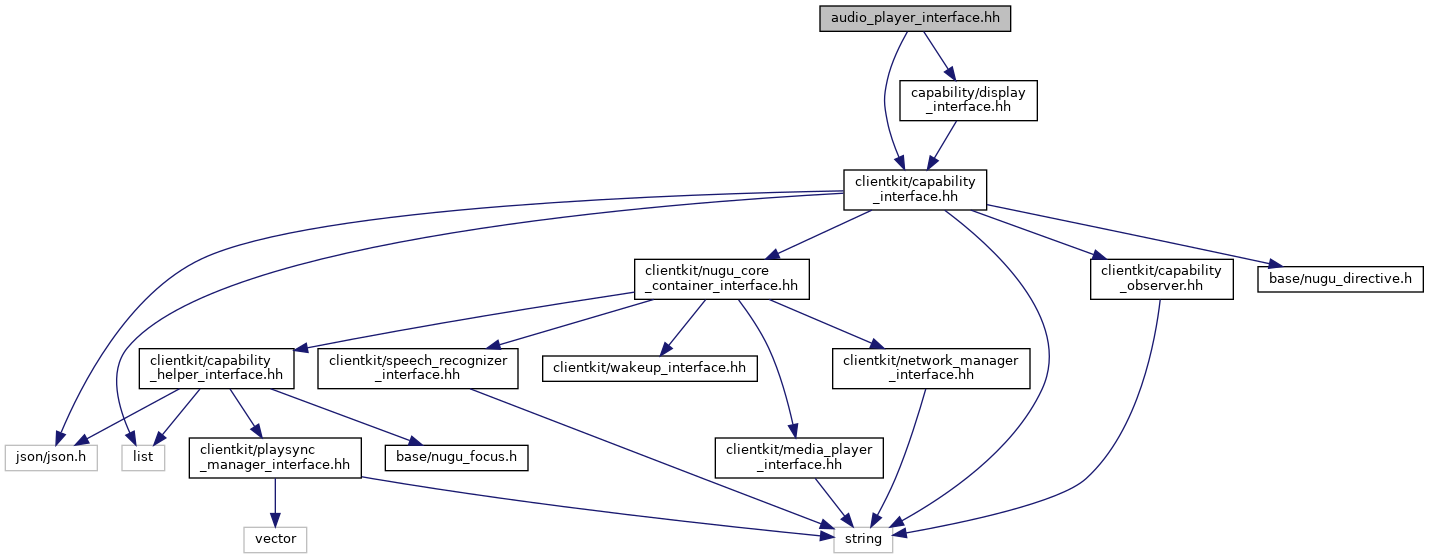 audio_player_interface.hh
capability/display
_interface.hh
clientkit/capability
_interface.hh
clientkit/nugu_core
_container_interface.hh
clientkit/capability
_observer.hh
base/nugu_directive.h
clientkit/capability
_helper_interface.hh
clientkit/speech_recognizer
_interface.hh
clientkit/wakeup_interface.hh
clientkit/network_manager
_interface.hh
json/json.h
list
clientkit/playsync
_manager_interface.hh
base/nugu_focus.h
clientkit/media_player
_interface.hh
vector
string